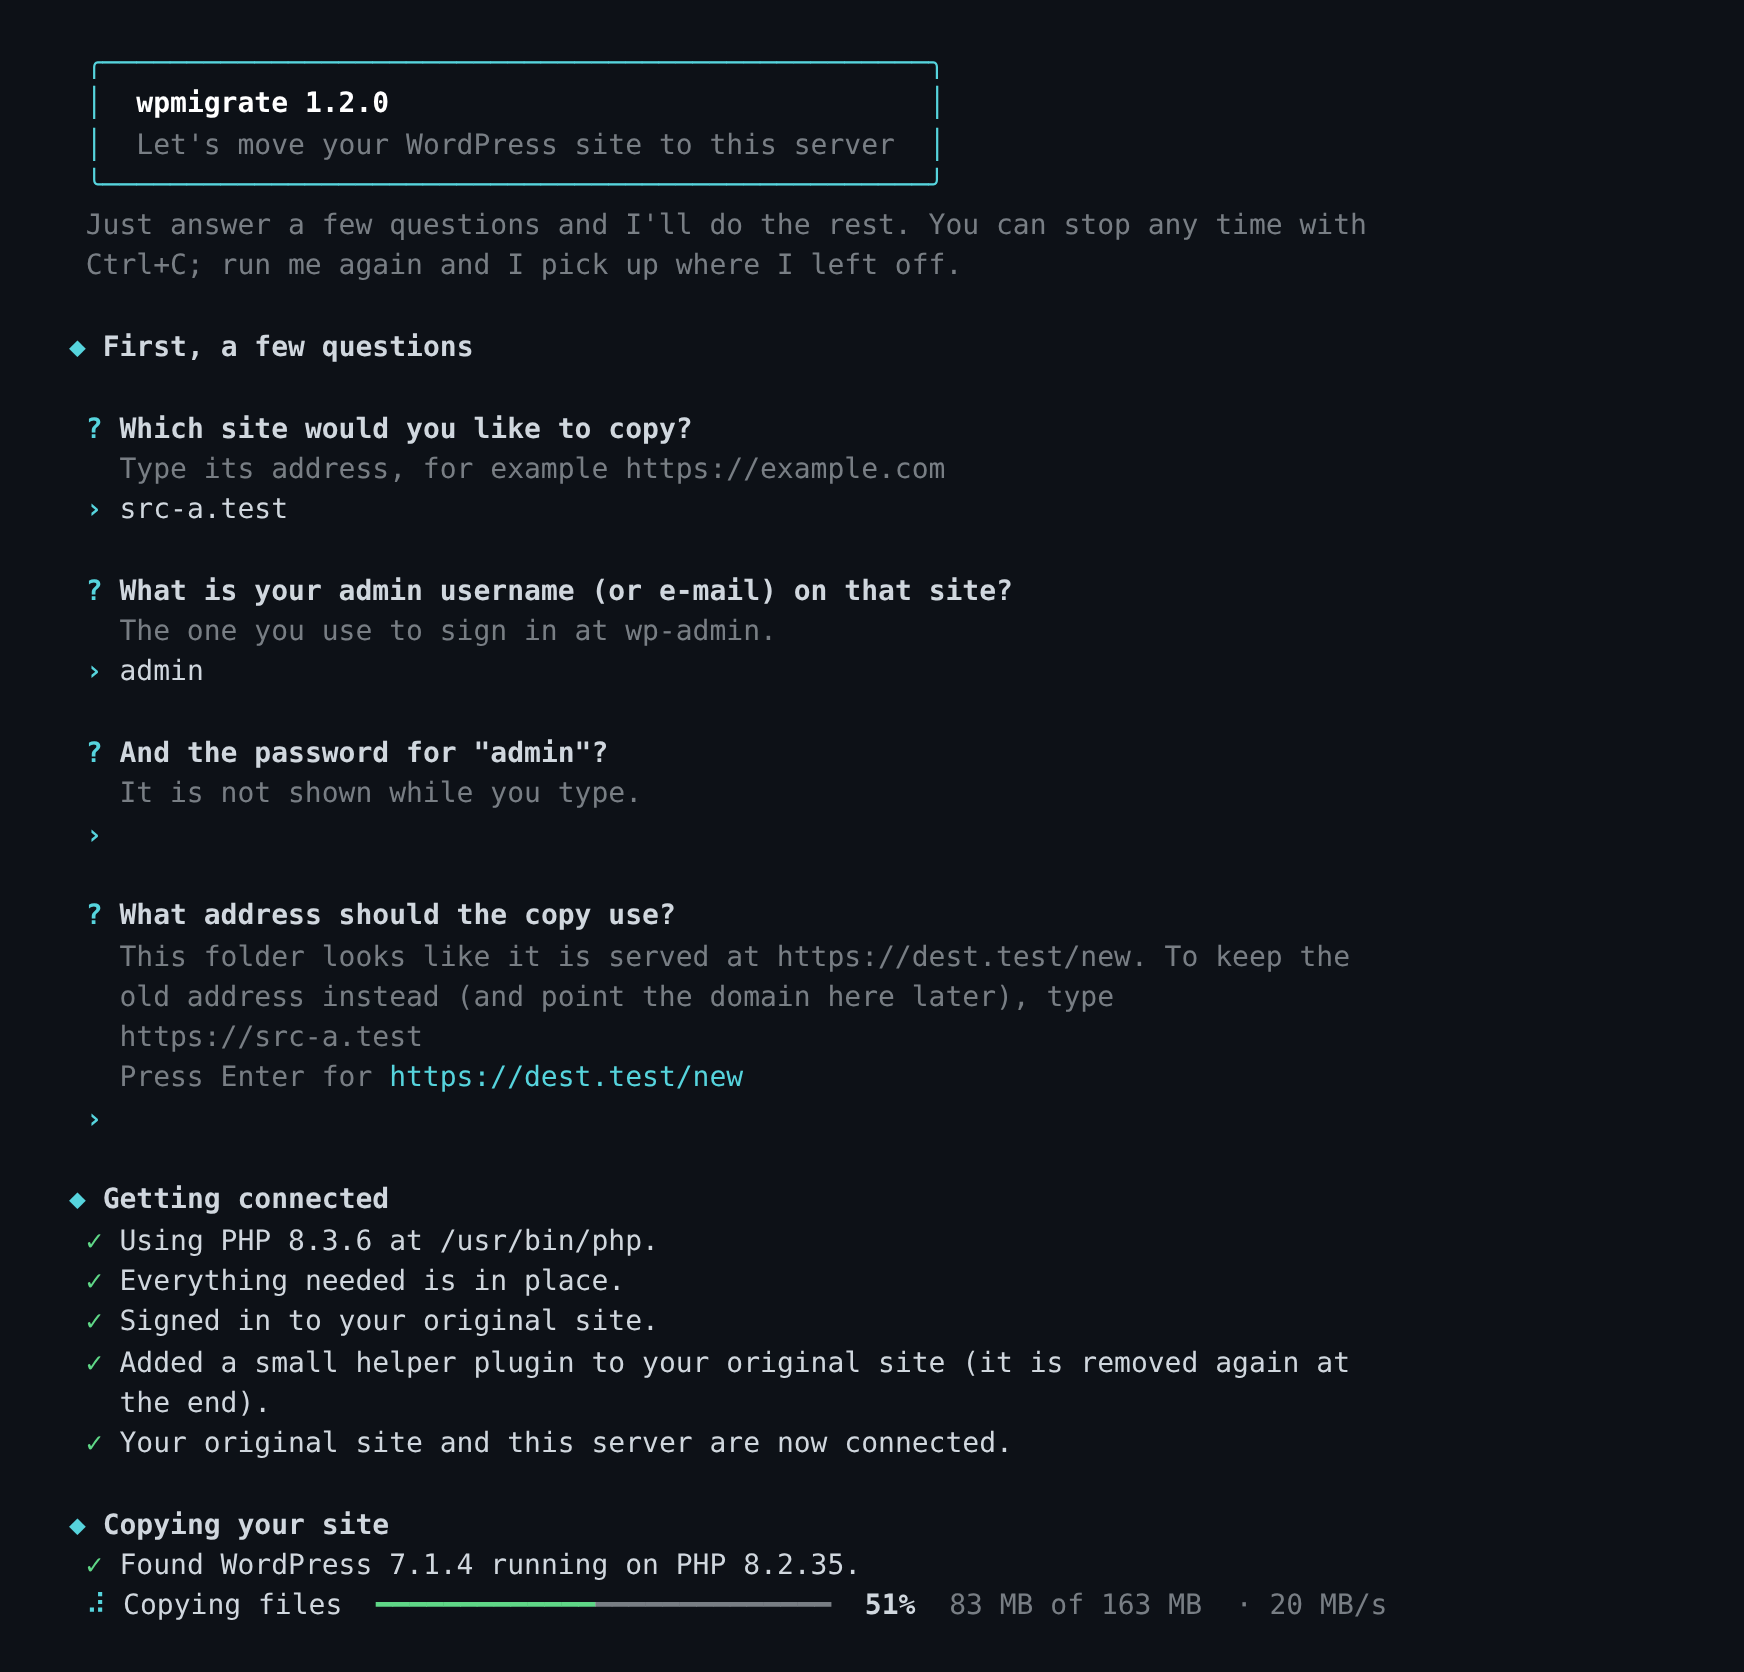 wpmigrate 1.2.0
Let's move your WordPress site to this server
Just answer a few questions and I'll do the rest. You can stop any time with
Ctrl+C; run me again and I pick up where I left off.
◆ First, a few questions
? Which site would you like to copy?
Type its address, for example https://example.com
› src-a.test
? What is your admin username (or e-mail) on that site?
The one you use to sign in at wp-admin.
› admin
? And the password for "admin"?
It is not shown while you type.
›
? What address should the copy use?
This folder looks like it is served at https://dest.test/new. To keep the
old address instead (and point the domain here later), type
https://src-a.test
Press Enter for https://dest.test/new
›
◆ Getting connected
✓ Using PHP 8.3.6 at /usr/bin/php.
✓ Everything needed is in place.
✓ Signed in to your original site.
✓ Added a small helper plugin to your original site (it is removed again at
the end).
✓ Your original site and this server are now connected.
◆ Copying your site
✓ Found WordPress 7.1.4 running on PHP 8.2.35.
Copying files 51% 83 MB of 163 MB · 20 MB/s